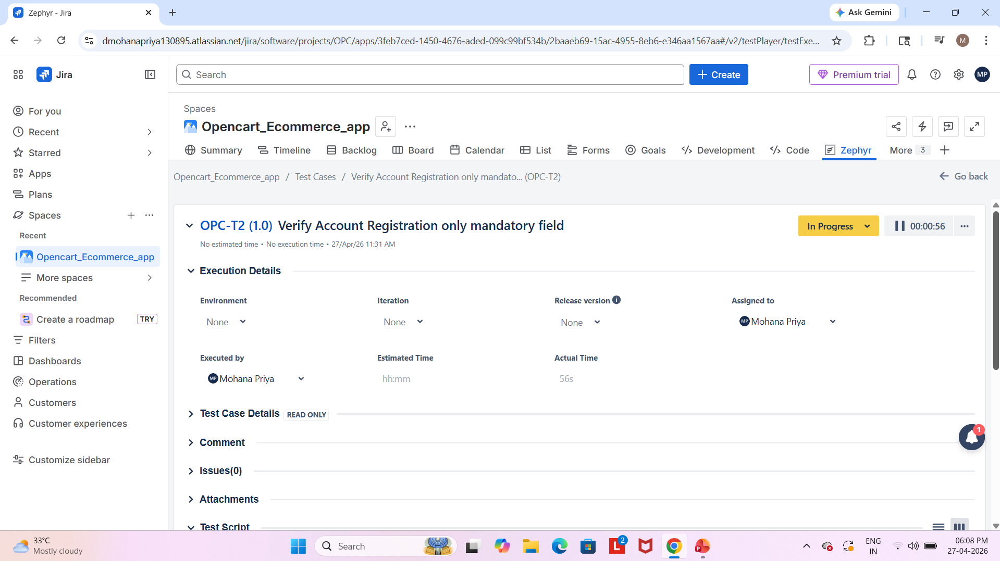 Zephyr - Jira
Ask Gemini
dmohanapriya130895.atlassian.net/jira/software/projects/OPC/apps/3feb7ced-1450-4676-aded-099c99bf534b/2baaeb69-15ac-4955-8eb6-e346aa1567aa#/v2/testPlayer/testExe...
M
Jira
Search
Create
Premium trial
MP
For you
Recent
Starred
Apps
Plans
Spaces
Recent
Opencart_Ecommerce_app
More spaces
Recommended
Create a roadmap
TRY
Filters
Dashboards
Operations
Customers
Customer experiences
Customize sidebar
Spaces
Opencart_Ecommerce_app
Summary Timeline Backlog Board Calendar List Forms Goals Development Code Zephyr More 3
Opencart_Ecommerce_app / Test Cases / Verify Account Registration only mandato... (OPC-T2)
Go back
OPC-T2 (1.0) Verify Account Registration only mandatory field
In Progress
00:00:56
No estimated time • No execution time • 27/Apr/26 11:31 AM
Execution Details
Environment Iteration Release version Assigned to
None None None MP Mohana Priya
Executed by Estimated Time Actual Time
MP Mohana Priya hh:mm 56s
Test Case Details READ ONLY
1
Comment
Issues(0)
Attachments
Test Script
33°C
Mostly cloudy
Search
L
2
P
ENG
IN
06:08 PM
27-04-2026